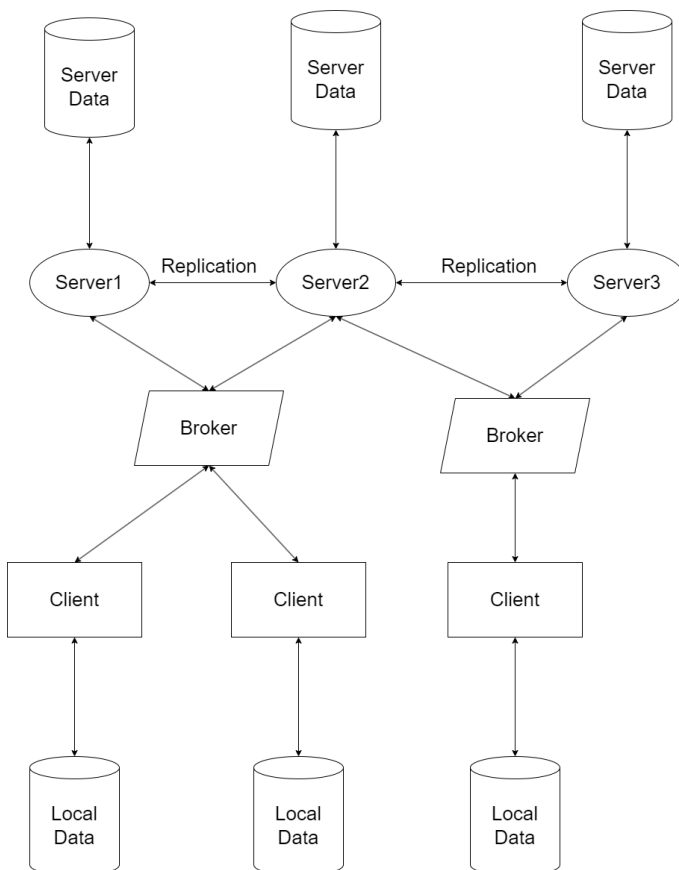 Server
Data
Server
Data
Server
Data
Server1
Replication
Server2
Replication
Server3
Broker
Broker
Client
Client
Client
Local
Data
Local
Data
Local
Data